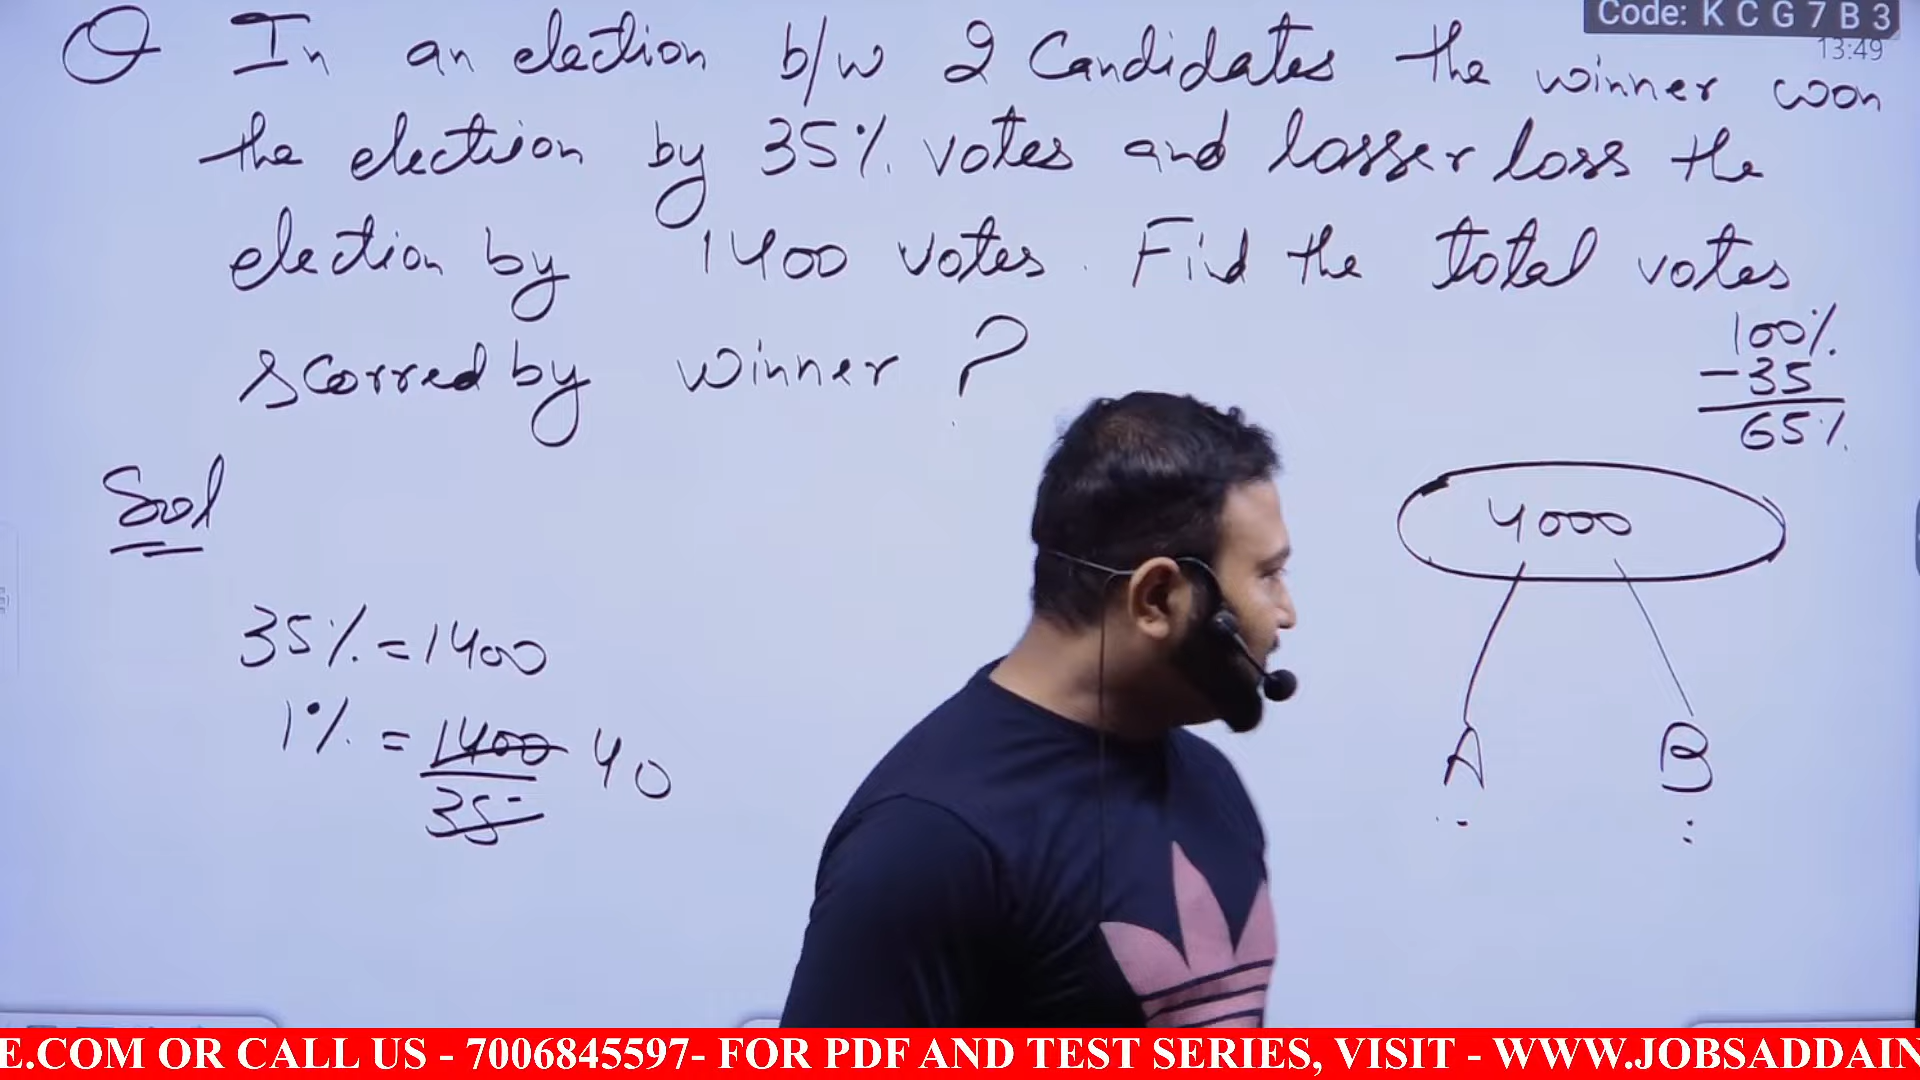 Code: K C G 7 B 3
13:49
Q In an election b/w 2 Candidates the winner woon
the election by 35% votes and losser loss the
election by 1400 votes. Find the total votes
scorred by winner ?
100%
-35
65%
Sol
4000
35% = 1400
1% = 1400 40
35
A
B
E.COM OR CALL US - 7006845597- FOR PDF AND TEST SERIES, VISIT - WWW.JOBSADDAIN